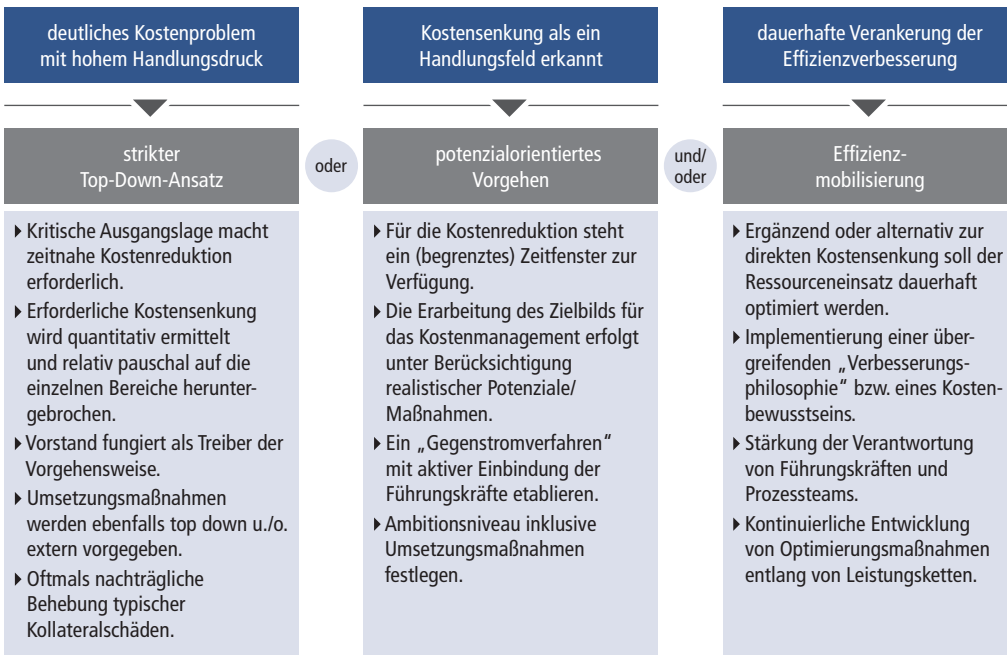 deutliches Kostenproblem
mit hohem Handlungsdruck
strikter
Top-Down-Ansatz
▸ Kritische Ausgangslage macht
zeitnahe Kostenreduktion
erforderlich.
▸ Erforderliche Kostensenkung
wird quantitativ ermittelt
und relativ pauschal auf die
einzelnen Bereiche herunter-
gebrochen.
▸ Vorstand fungiert als Treiber der
Vorgehensweise.
▸ Umsetzungsmaßnahmen
werden ebenfalls top down u./o.
extern vorgegeben.
▸ Oftmals nachträgliche
Behebung typischer
Kollateralschäden.
oder
Kostensenkung als ein
Handlungsfeld erkannt
potenzialorientiertes
Vorgehen
▸ Für die Kostenreduktion steht
ein (begrenztes) Zeitfenster zur
Verfügung.
▸ Die Erarbeitung des Zielbilds für
das Kostenmanagement erfolgt
unter Berücksichtigung
realistischer Potenziale/
Maßnahmen.
▸ Ein „Gegenstromverfahren“
mit aktiver Einbindung der
Führungskräfte etablieren.
▸ Ambitionsniveau inklusive
Umsetzungsmaßnahmen
festlegen.
und/
oder
dauerhafte Verankerung der
Effizienzverbesserung
Effizienz-
mobilisierung
▸ Ergänzend oder alternativ zur
direkten Kostensenkung soll der
Ressourceneinsatz dauerhaft
optimiert werden.
▸ Implementierung einer über-
greifenden „Verbesserungs-
philosophie“ bzw. eines Kosten-
bewusstseins.
▸ Stärkung der Verantwortung
von Führungskräften und
Prozessteams.
▸ Kontinuierliche Entwicklung
von Optimierungsmaßnahmen
entlang von Leistungsketten.